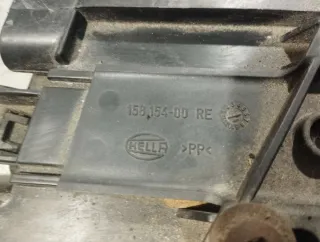 158.154-00 RE
HELLA >PP<